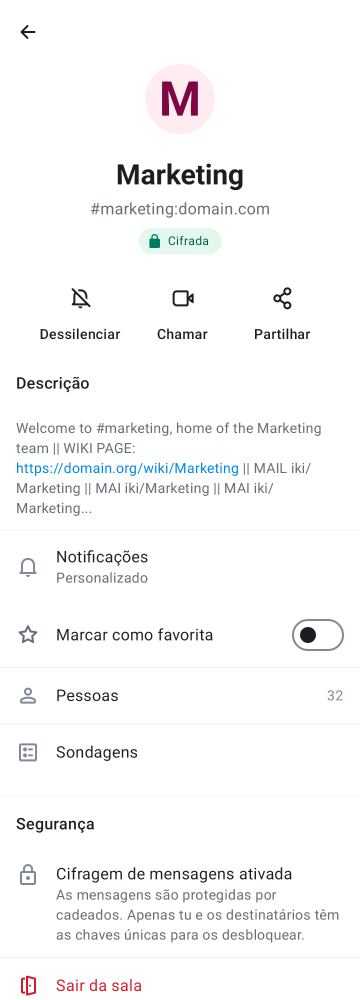 M
Marketing
#marketing:domain.com
Cifrada
Dessilenciar
Chamar
Partilhar
Descrição
Welcome to #marketing, home of the Marketing
team || WIKI PAGE:
https://domain.org/wiki/Marketing || MAIL iki/
Marketing || MAI iki/Marketing || MAI iki/
Marketing...
Notificações
Personalizado
Marcar como favorita
Pessoas 32
Sondagens
Segurança
Cifragem de mensagens ativada
As mensagens são protegidas por
cadeados. Apenas tu e os destinatários têm
as chaves únicas para os desbloquear.
Sair da sala